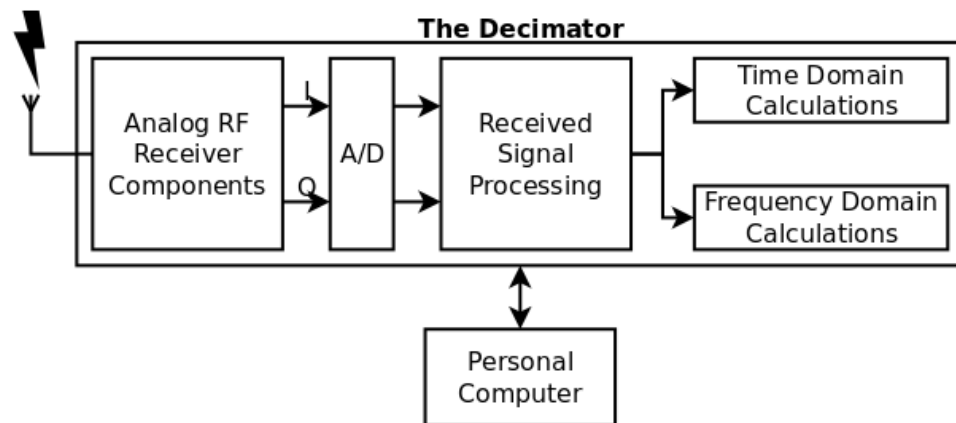 The Decimator
Analog RF
Receiver
Components
I
Q
A/D
Received
Signal
Processing
Time Domain
Calculations
Frequency Domain
Calculations
Personal
Computer